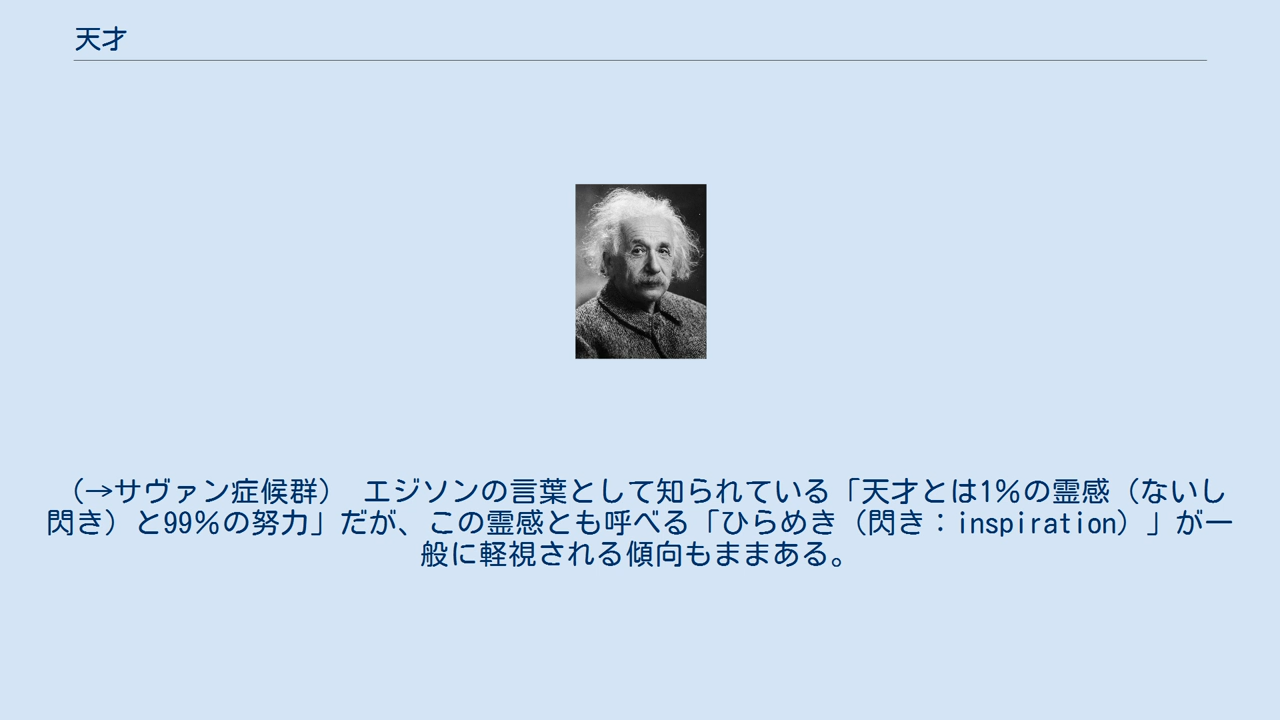 天才
（→サヴァン症候群）　エジソンの言葉として知られている「天才とは1％の霊感（ないし
閃き）と99％の努力」だが、この霊感とも呼べる「ひらめき（閃き：inspiration）」が一
般に軽視される傾向もままある。